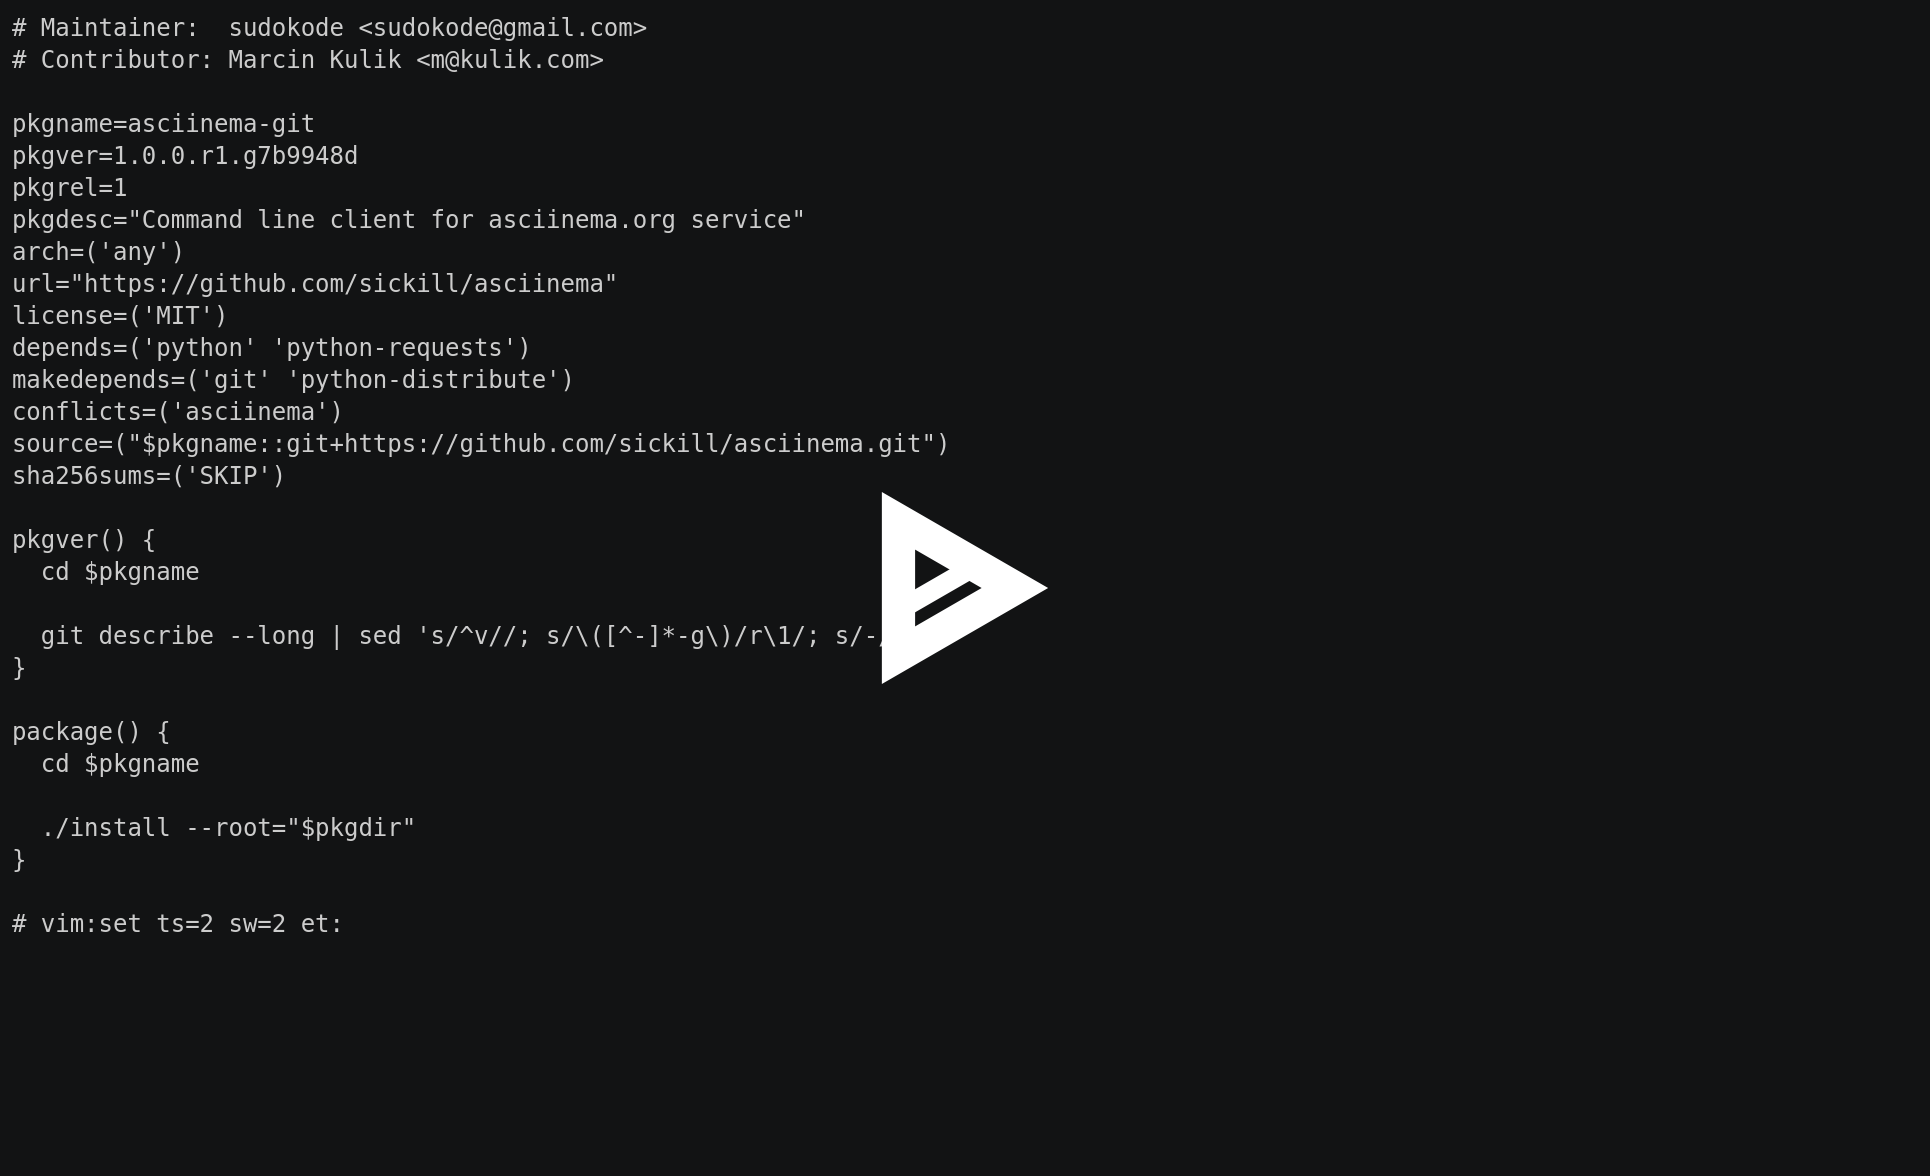 # Maintainer:  sudokode <sudokode@gmail.com>
# Contributor: Marcin Kulik <m@kulik.com>

pkgname=asciinema-git
pkgver=1.0.0.r1.g7b9948d
pkgrel=1
pkgdesc="Command line client for asciinema.org service"
arch=('any')
url="https://github.com/sickill/asciinema"
license=('MIT')
depends=('python' 'python-requests')
makedepends=('git' 'python-distribute')
conflicts=('asciinema')
source=("$pkgname::git+https://github.com/sickill/asciinema.git")
sha256sums=('SKIP')

pkgver() {
  cd $pkgname

  git describe --long | sed 's/^v//; s/\([^-]*-g\)/r\1/; s/-/
}

package() {
  cd $pkgname

  ./install --root="$pkgdir"
}

# vim:set ts=2 sw=2 et: